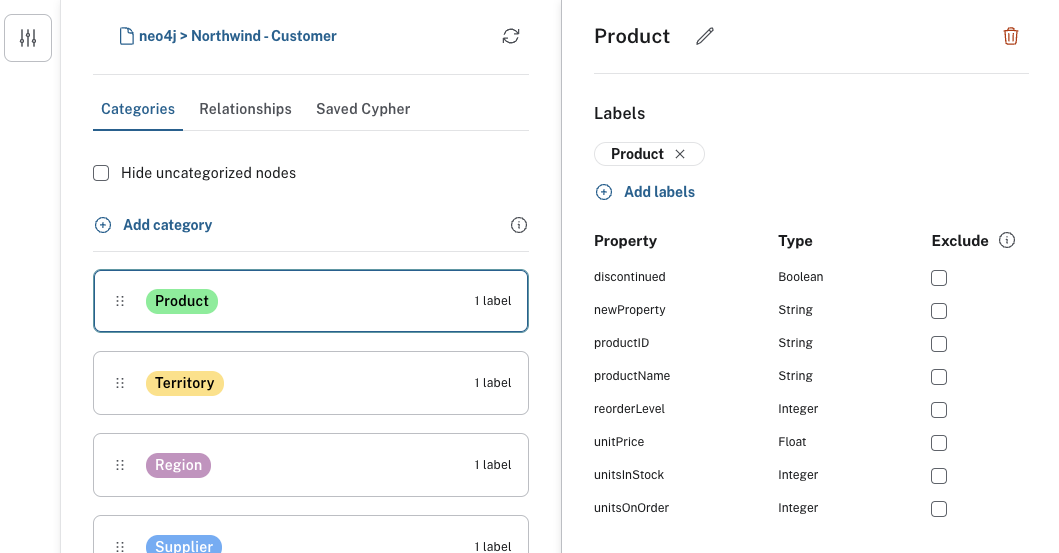 neo4j > Northwind - Customer
Categories Relationships Saved Cypher
Hide uncategorized nodes
Add category
Product 1 label
Territory 1 label
Region 1 label
Supplier 1 label
Product
Labels
Product
Add labels
Property Type Exclude
discontinued Boolean
newProperty String
productID String
productName String
reorderLevel Integer
unitPrice Float
unitsInStock Integer
unitsOnOrder Integer